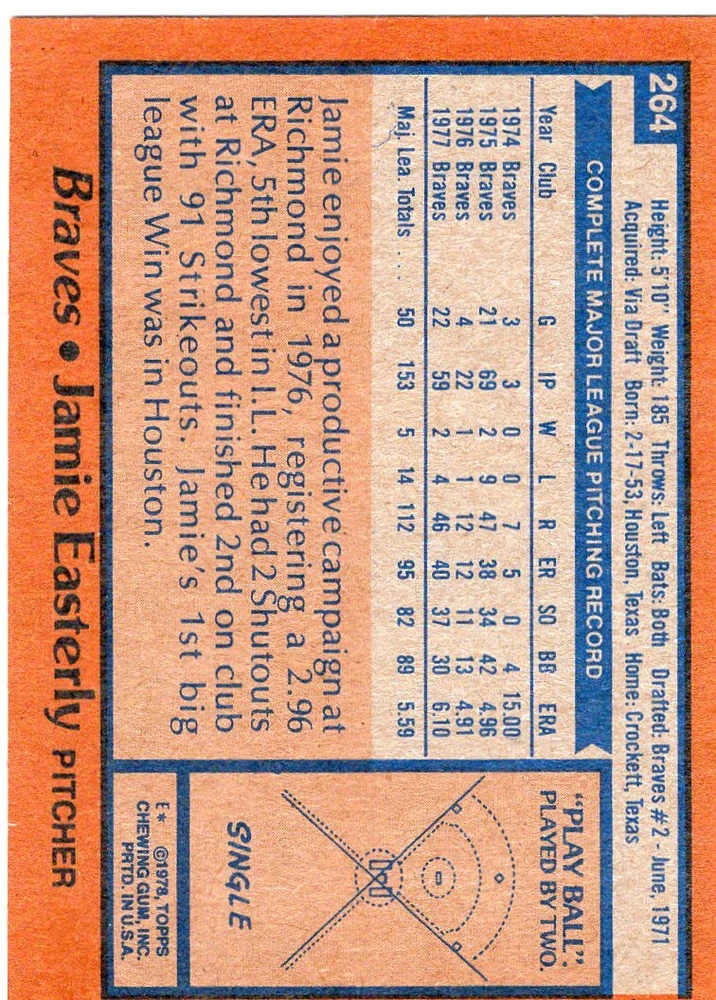 264
Height: 5'10" Weight: 185 Throws: Left Bats: Both Drafted: Braves #2 - June, 1971
Acquired: Via Draft Born: 2-17-53, Houston, Texas Home: Crockett, Texas
COMPLETE MAJOR LEAGUE PITCHING RECORD
Year Club G IP W L R ER SO BB ERA
1974 Braves 3 3 0 0 7 5 0 4 15.00
1975 Braves 21 69 2 9 47 38 34 42 4.96
1976 Braves 4 22 1 1 12 12 11 13 4.91
1977 Braves 22 59 2 4 46 40 37 30 6.10
Maj. Lea. Totals .... 50 153 5 14 112 95 82 89 5.59
Jamie enjoyed a productive campaign at
Richmond in 1976, registering a 2.96
ERA, 5th lowest in I.L. He had 2 Shutouts
at Richmond and finished 2nd on club
with 91 Strikeouts. Jamie's 1st big
league Win was in Houston.
"PLAY BALL":
PLAYED BY TWO.
SINGLE
E* ©1978, TOPPS
CHEWING GUM, INC.
PRTD. IN U.S.A.
Braves • Jamie Easterly PITCHER